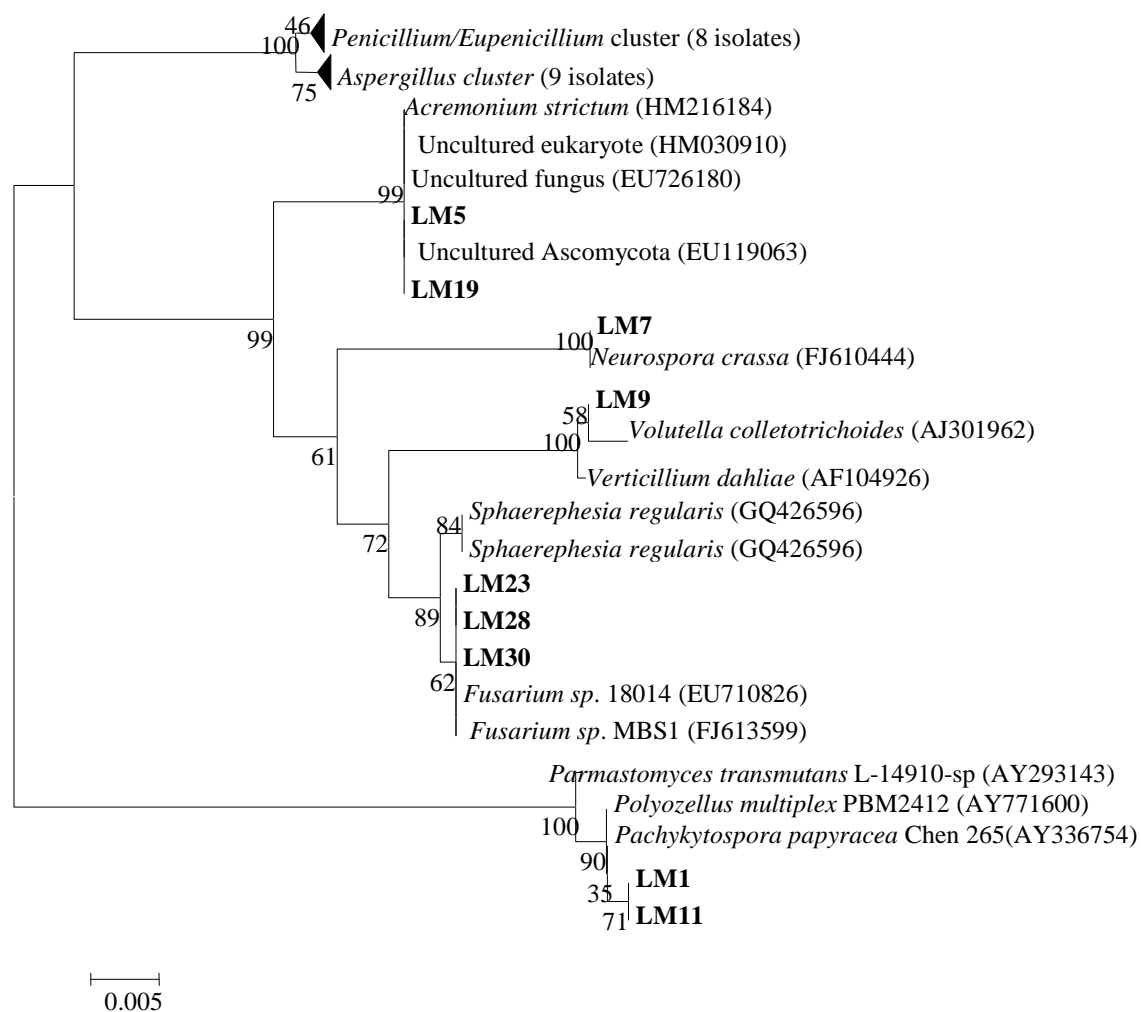 46
Penicillium/Eupenicillium cluster (8 isolates)
100
Aspergillus cluster (9 isolates)
75
Acremonium strictum (HM216184)
Uncultured eukaryote (HM030910)
Uncultured fungus (EU726180)
99
LM5
Uncultured Ascomycota (EU119063)
LM19
99
LM7
100
Neurospora crassa (FJ610444)
LM9
58
Volutella colletotrichoides (AJ301962)
100
61
Verticillium dahliae (AF104926)
Sphaerephesia regularis (GQ426596)
84
72
Sphaerephesia regularis (GQ426596)
LM23
89
LM28
LM30
62
Fusarium sp. 18014 (EU710826)
Fusarium sp. MBS1 (FJ613599)
Parmastomyces transmutans L-14910-sp (AY293143)
Polyozellus multiplex PBM2412 (AY771600)
100
Pachykytospora papyracea Chen 265(AY336754)
90
LM1
35
71
LM11
0.005